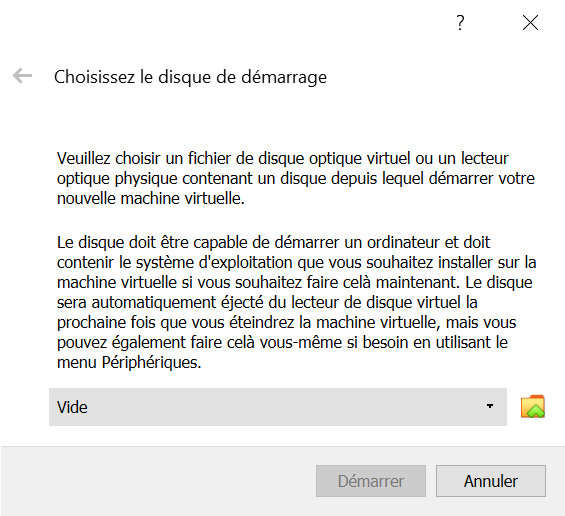 ?
Choisissez le disque de démarrage
Veuillez choisir un fichier de disque optique virtuel ou un lecteur
optique physique contenant un disque depuis lequel démarrer votre
nouvelle machine virtuelle.
Le disque doit être capable de démarrer un ordinateur et doit
contenir le système d'exploitation que vous souhaitez installer sur la
machine virtuelle si vous souhaitez faire celà maintenant. Le disque
sera automatiquement éjecté du lecteur de disque virtuel la
prochaine fois que vous éteindrez la machine virtuelle, mais vous
pouvez également faire celà vous-même si besoin en utilisant le
menu Périphériques.
Vide
Démarrer Annuler